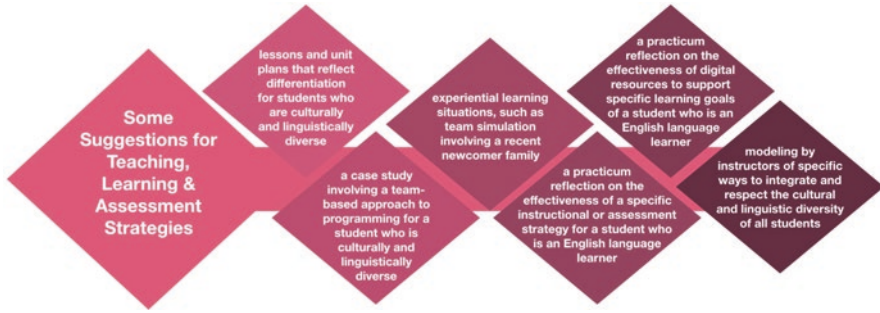 Some
Suggestions for
Teaching,
Learning &
Assessment
Strategies
lessons and unit
plans that reflect
differentiation
for students who
are culturally
and linguistically
diverse
a case study
involving a team-
based approach to
programming for a
student who is
culturally and
linguistically
diverse
experiential learning
situations, such as
team simulation
involving a recent
newcomer family
a practicum
reflection on the
effectiveness of a specific
instructional or assessment
strategy for a student who
is an English language
learner
a practicum
reflection on the
effectiveness of digital
resources to support
specific learning goals
of a student who is an
English language
learner
modeling by
instructors of specific
ways to integrate and
respect the cultural
and linguistic diversity
of all students